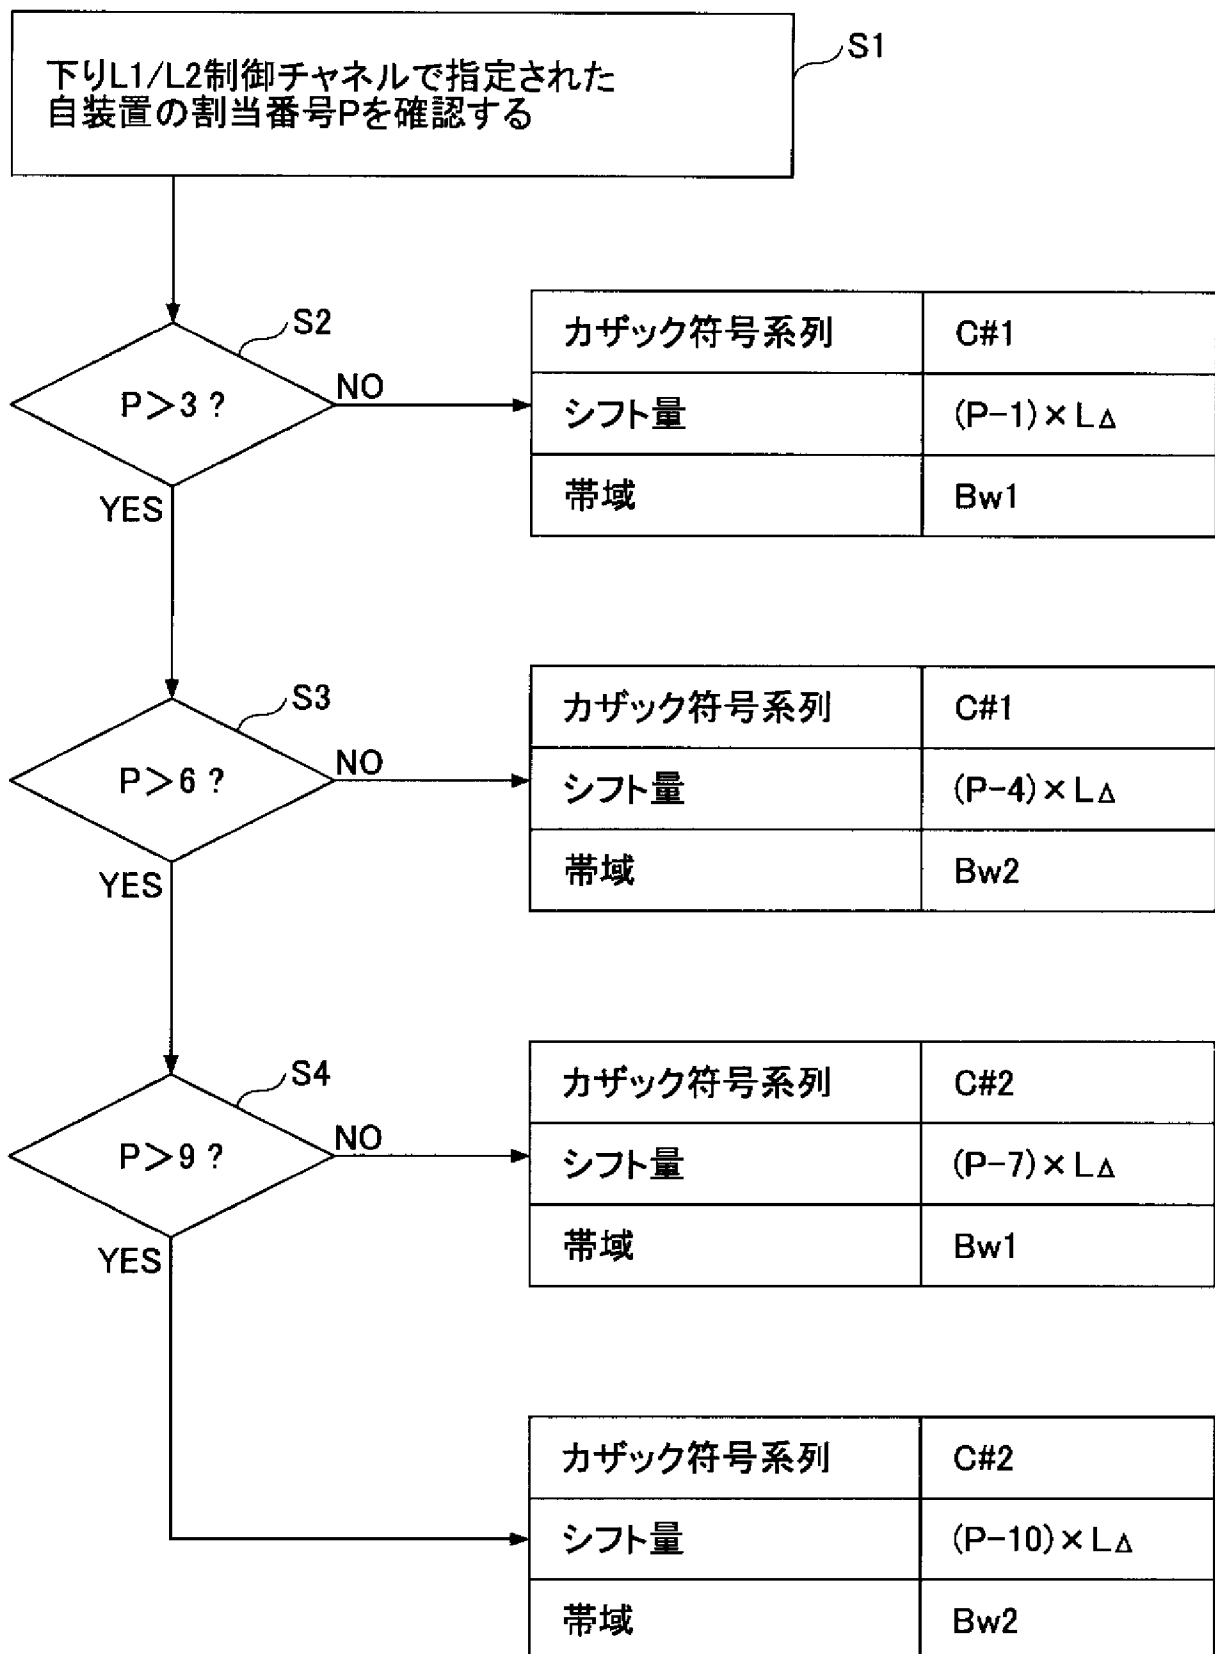 下りL1/L2制御チャネルで指定された
自装置の割当番号Pを確認する
S1
S2
P＞3 ?
NO
YES
カザック符号系列 C#1
シフト量 (P-1)×LΔ
帯域 Bw1
S3
P＞6 ?
NO
YES
カザック符号系列 C#1
シフト量 (P-4)×LΔ
帯域 Bw2
S4
P＞9 ?
NO
YES
カザック符号系列 C#2
シフト量 (P-7)×LΔ
帯域 Bw1
カザック符号系列 C#2
シフト量 (P-10)×LΔ
帯域 Bw2